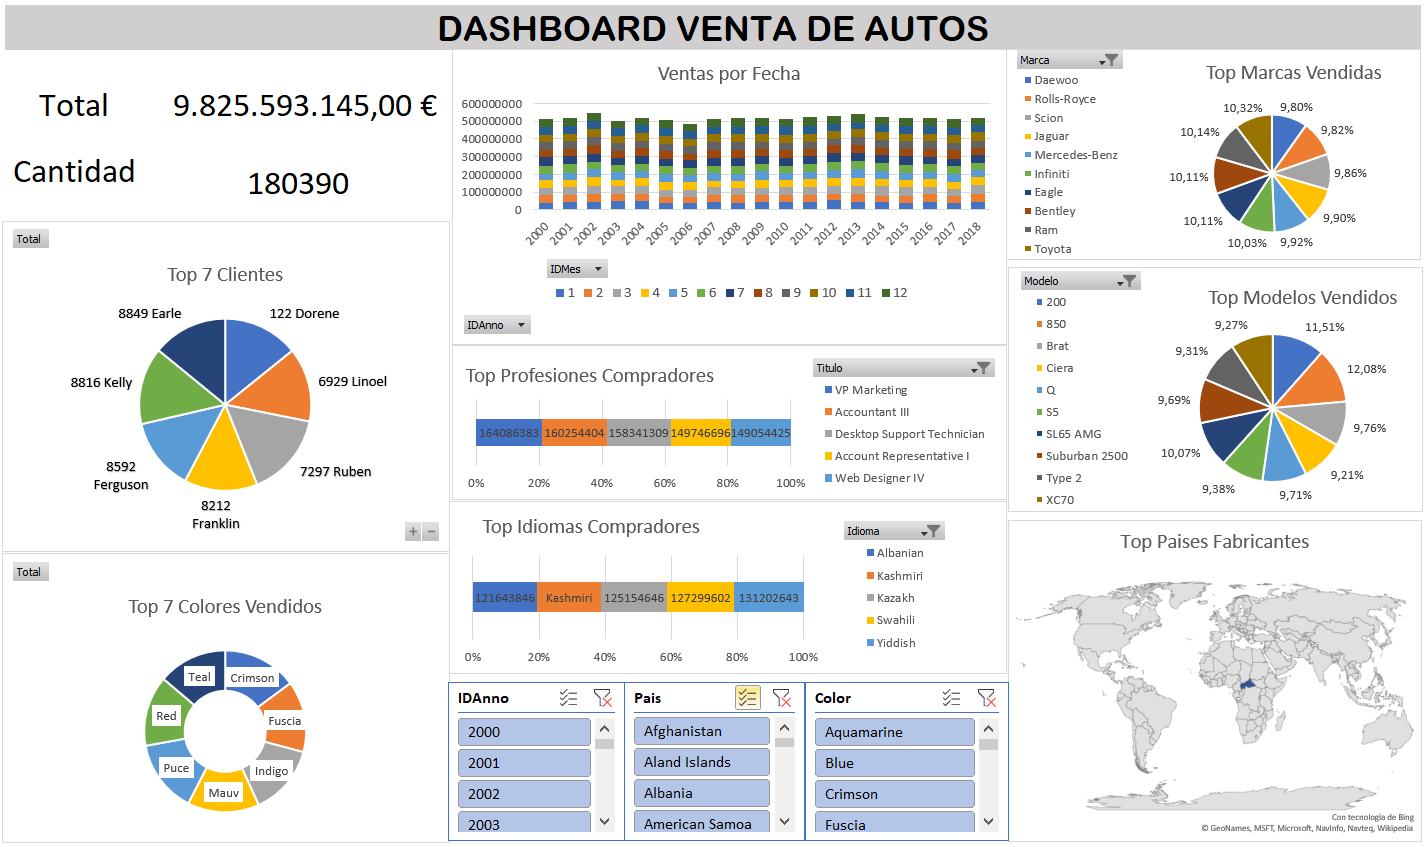 DASHBOARD VENTA DE AUTOS
Total 9.825.593.145,00 €
Cantidad 180390
Total
Top 7 Clientes
8849 Earle
122 Dorene
8816 Kelly
6929 Linoel
8592
Ferguson
7297 Ruben
8212
Franklin
+ −
Total
Top 7 Colores Vendidos
Teal
Crimson
Red
Fuscia
Puce
Indigo
Mauv
Ventas por Fecha
600000000
500000000
400000000
300000000
200000000
100000000
0
2000 2001 2002 2003 2004 2005 2006 2007 2008 2009 2010 2011 2012 2013 2014 2015 2016 2017 2018
IDMes
1 2 3 4 5 6 7 8 9 10 11 12
IDAnno
Top Profesiones Compradores
164086383 160254404 158341309 149746696 149054425
0% 20% 40% 60% 80% 100%
Titulo
VP Marketing
Accountant III
Desktop Support Technician
Account Representative I
Web Designer IV
Top Idiomas Compradores
121643846 Kashmiri 125154646 127299602 131202643
0% 20% 40% 60% 80% 100%
Idioma
Albanian
Kashmiri
Kazakh
Swahili
Yiddish
IDAnno
2000
2001
2002
2003
Pais
Afghanistan
Aland Islands
Albania
American Samoa
Color
Aquamarine
Blue
Crimson
Fuscia
Marca
Daewoo
Rolls-Royce
Scion
Jaguar
Mercedes-Benz
Infiniti
Eagle
Bentley
Ram
Toyota
Top Marcas Vendidas
10,32%
9,80%
10,14%
9,82%
10,11%
9,86%
10,11%
9,90%
10,03%
9,92%
Modelo
200
850
Brat
Ciera
Q
S5
SL65 AMG
Suburban 2500
Type 2
XC70
Top Modelos Vendidos
9,27%
11,51%
9,31%
12,08%
9,69%
9,76%
10,07%
9,21%
9,38%
9,71%
Top Paises Fabricantes
Con tecnología de Bing
© GeoNames, MSFT, Microsoft, NavInfo, Navteq, Wikipedia